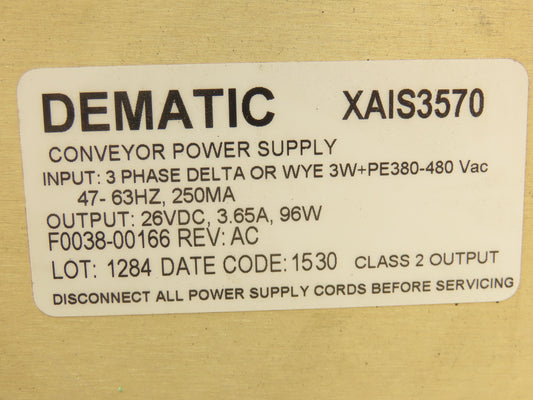 DEMATIC XAIS3570
CONVEYOR POWER SUPPLY
INPUT: 3 PHASE DELTA OR WYE 3W+PE380-480 Vac
47- 63HZ, 250MA
OUTPUT: 26VDC, 3.65A, 96W
F0038-00166 REV: AC
LOT: 1284 DATE CODE: 1530 CLASS 2 OUTPUT
DISCONNECT ALL POWER SUPPLY CORDS BEFORE SERVICING